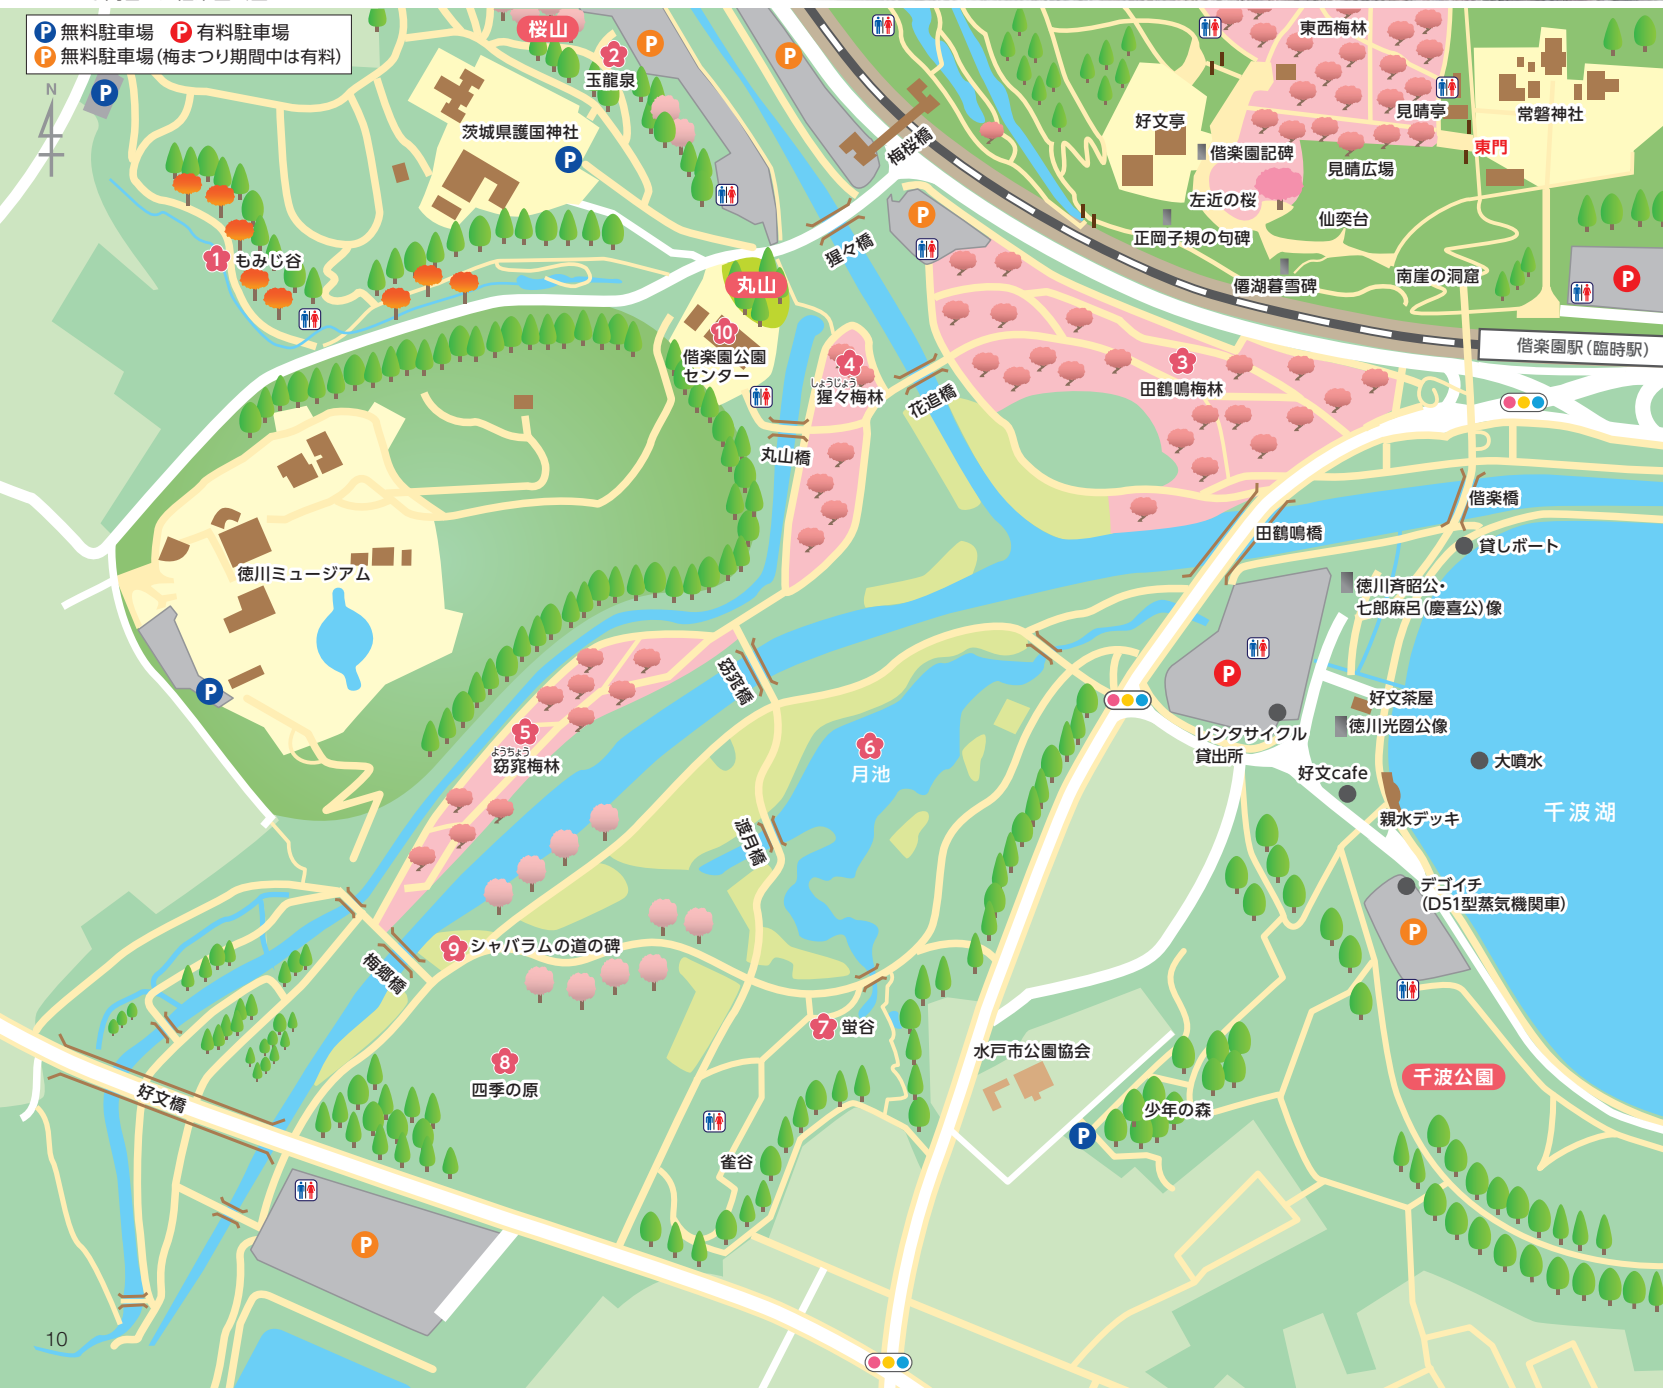 P 無料駐車場 P 有料駐車場
P 無料駐車場(梅まつり期間中は有料)
N
P
桜山
2
玉龍泉
P
P
茨城県護国神社
P
梅桜橋
東西梅林
見晴亭
常磐神社
好文亭
偕楽園記碑
東門
見晴広場
左近の桜
仙奕台
正岡子規の句碑
僊湖暮雪碑
南崖の洞窟
P
偕楽園駅(臨時駅)
1
もみじ谷
P
猩々橋
丸山
10
偕楽園公園
センター
4
しょうじょう
猩々梅林
花追橋
3
田鶴鳴梅林
丸山橋
偕楽橋
貸しボート
田鶴鳴橋
徳川斉昭公・
七郎麻呂(慶喜公)像
徳川ミュージアム
P
窈窕橋
P
好文茶屋
徳川光圀公像
レンタサイクル
貸出所
大噴水
好文cafe
千波湖
親水デッキ
5
ようちょう
窈窕梅林
6
月池
渡月橋
デゴイチ
(D51型蒸気機関車)
P
9
シャバラムの道の碑
梅郷橋
7
蛍谷
8
四季の原
水戸市公園協会
千波公園
少年の森
P
好文橋
雀谷
P
10